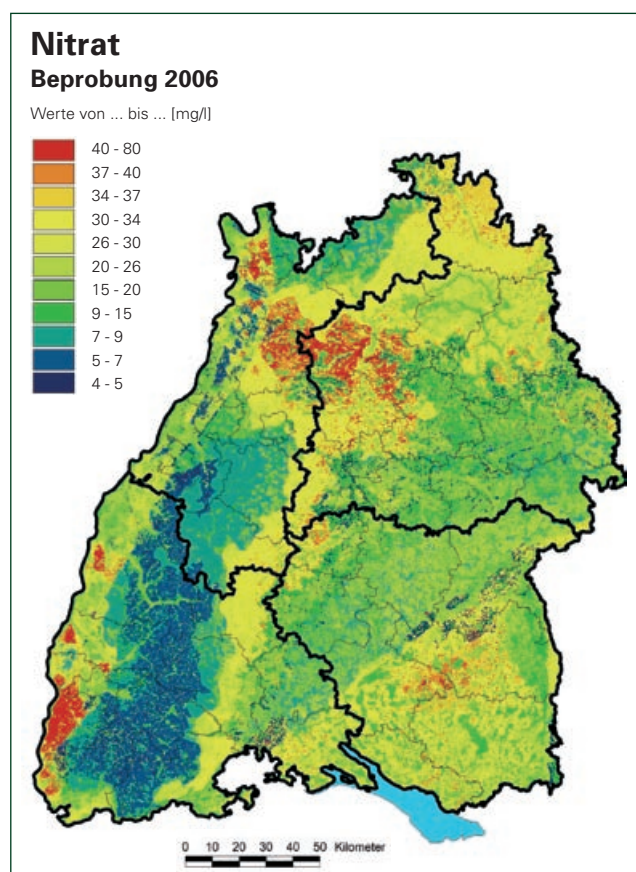 Nitrat
Beprobung 2006
Werte von ... bis ... [mg/l]
40 - 80
37 - 40
34 - 37
30 - 34
26 - 30
20 - 26
15 - 20
9 - 15
7 - 9
5 - 7
4 - 5
0 10 20 30 40 50 Kilometer